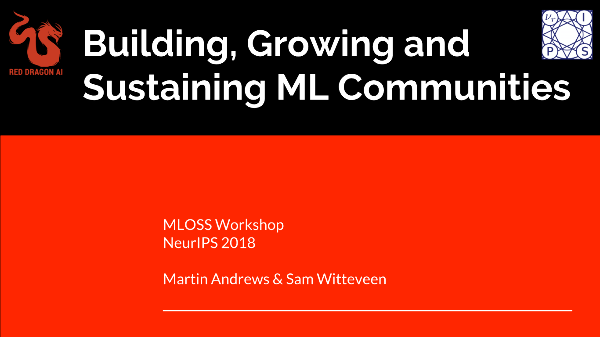 Building, Growing and
Sustaining ML Communities
RED DRAGON AI
ν τ I
P S
MLOSS Workshop
NeurIPS 2018
Martin Andrews & Sam Witteveen